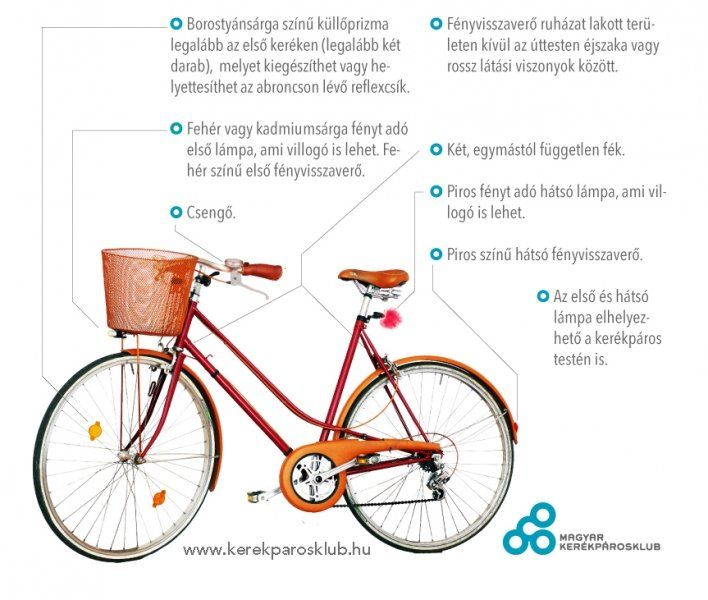 Borostyánsárga színű küllőprizma
legalább az első keréken (legalább két
darab), melyet kiegészíthet vagy he-
lyettesíthet az abroncson lévő reflexcsík.
Fehér vagy kadmiumsárga fényt adó
első lámpa, ami villogó is lehet. Fe-
hér színű első fényvisszaverő.
Csengő.
Fényvisszaverő ruházat lakott terü-
leten kívül az úttesten éjszaka vagy
rossz látási viszonyok között.
Két, egymástól független fék.
Piros fényt adó hátsó lámpa, ami vil-
logó is lehet.
Piros színű hátsó fényvisszaverő.
Az első és hátsó
lámpa elhelyez-
hető a kerékpáros
testén is.
www.kerekparosklub.hu
MAGYAR
KERÉKPÁROSKLUB